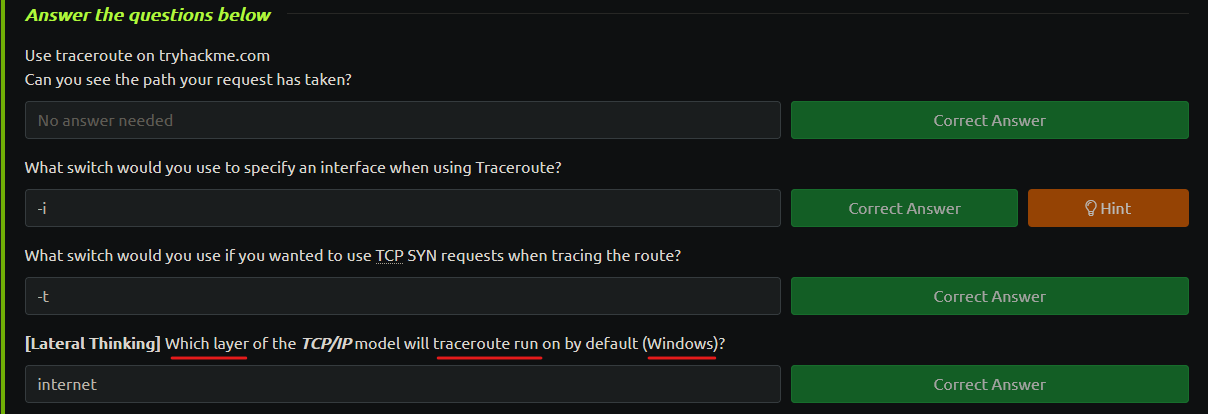 Answer the questions below
Use traceroute on tryhackme.com
Can you see the path your request has taken?
No answer needed
Correct Answer
What switch would you use to specify an interface when using Traceroute?
-i
Correct Answer
Hint
What switch would you use if you wanted to use TCP SYN requests when tracing the route?
-t
Correct Answer
[Lateral Thinking] Which layer of the TCP/IP model will traceroute run on by default (Windows)?
internet
Correct Answer